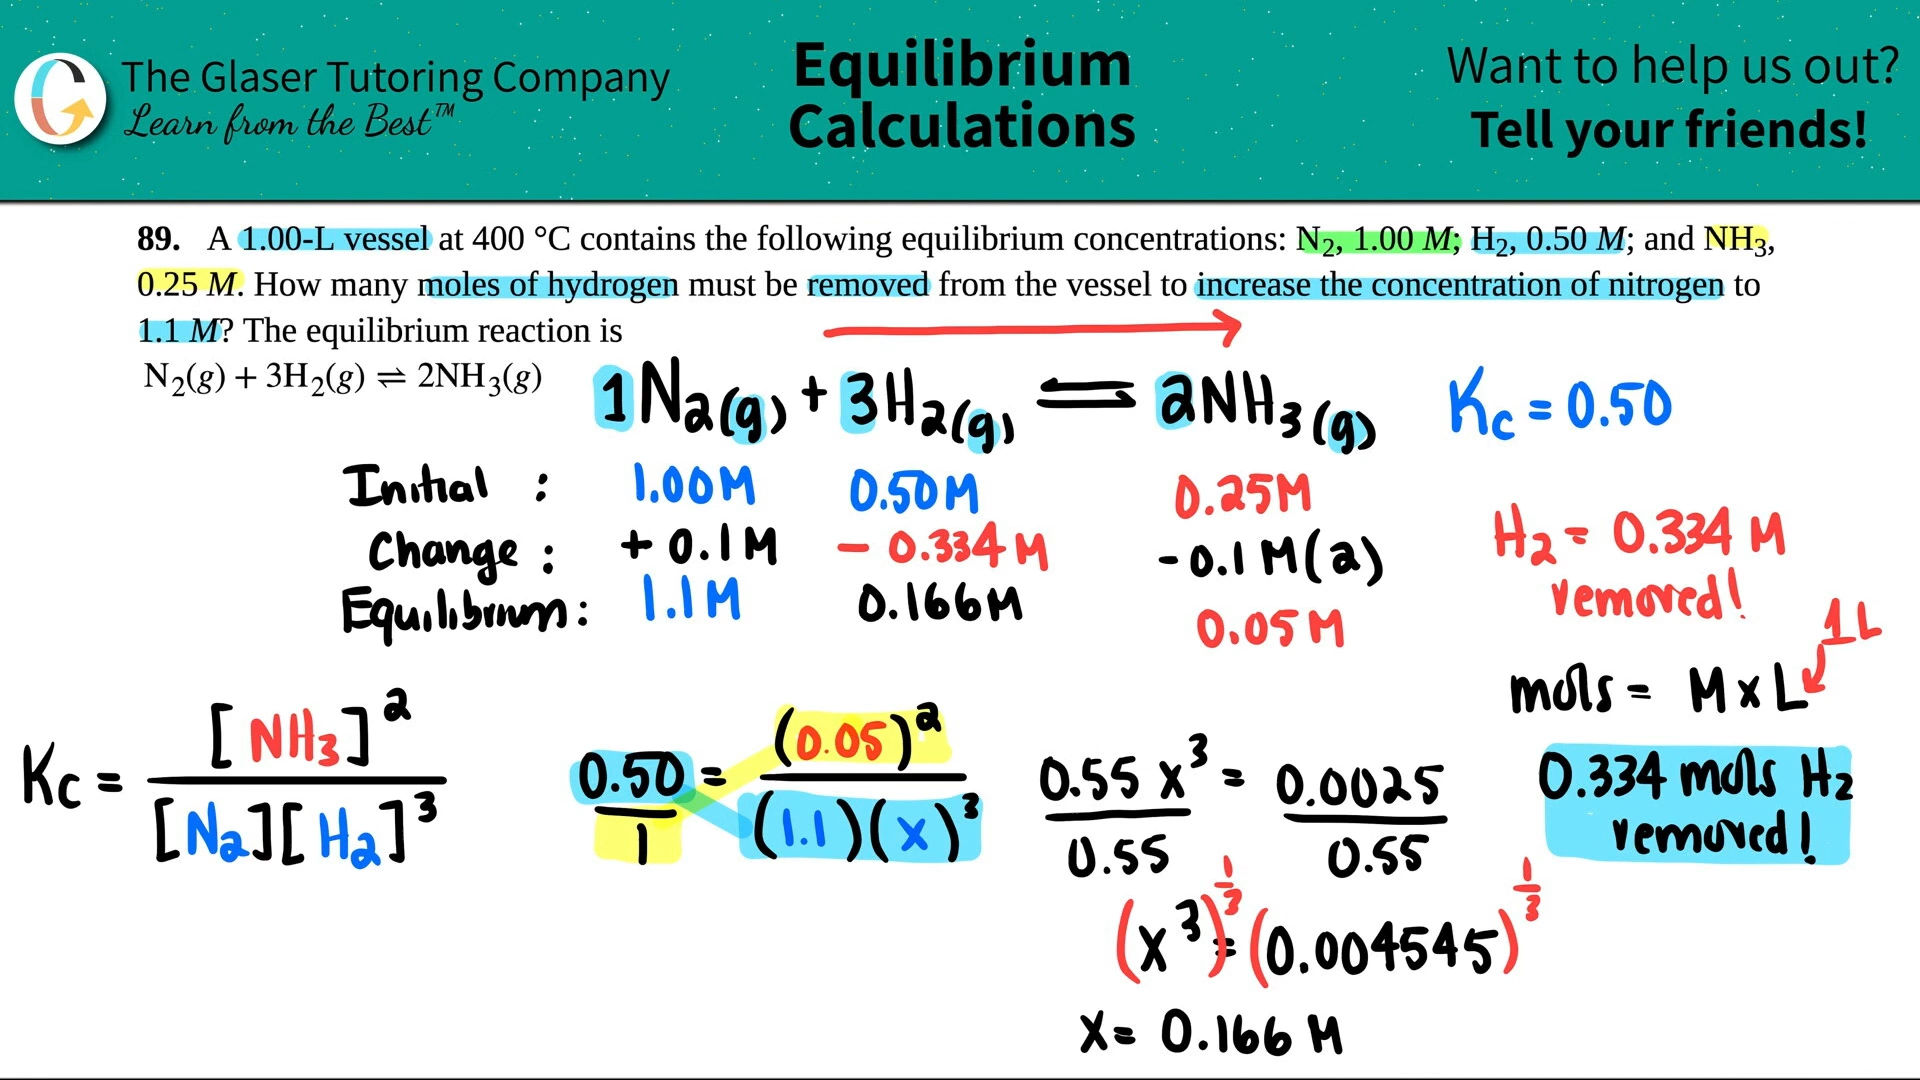 The Glaser Tutoring Company
Learn from the Best™
Equilibrium
Calculations
Want to help us out?
Tell your friends!
89. A 1.00-L vessel at 400 °C contains the following equilibrium concentrations: N₂, 1.00 M; H₂, 0.50 M; and NH₃,
0.25 M. How many moles of hydrogen must be removed from the vessel to increase the concentration of nitrogen to
1.1 M? The equilibrium reaction is
N₂(g) + 3H₂(g) ⇌ 2NH₃(g)
1N₂(g) + 3H₂(g) ⇌ 2NH₃(g)
Kc = 0.50
Initial : 1.00M 0.50M 0.25M
Change : + 0.1M - 0.334M -0.1M(2)
Equilibrium: 1.1M 0.166M 0.05M
H₂ = 0.334 M
removed!
1L
mols = M x L
0.334 mols H₂
removed!
Kc = [NH₃]² / [N₂][H₂]³
0.50 / 1 = (0.05)² / (1.1)(x)³
0.55 x³ / 0.55 = 0.0025 / 0.55
(x³)^1/3 = (0.004545)^1/3
x = 0.166 M